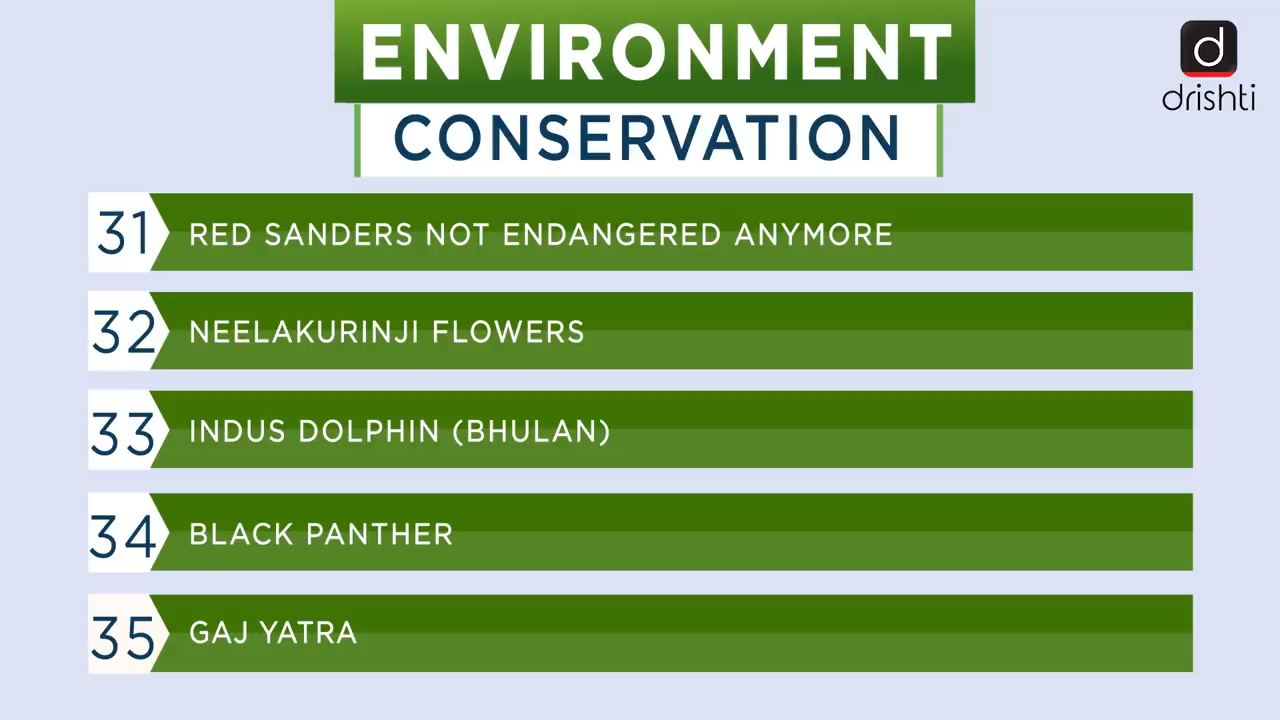 ENVIRONMENT
CONSERVATION
d
drishti
31 RED SANDERS NOT ENDANGERED ANYMORE
32 NEELAKURINJI FLOWERS
33 INDUS DOLPHIN (BHULAN)
34 BLACK PANTHER
35 GAJ YATRA